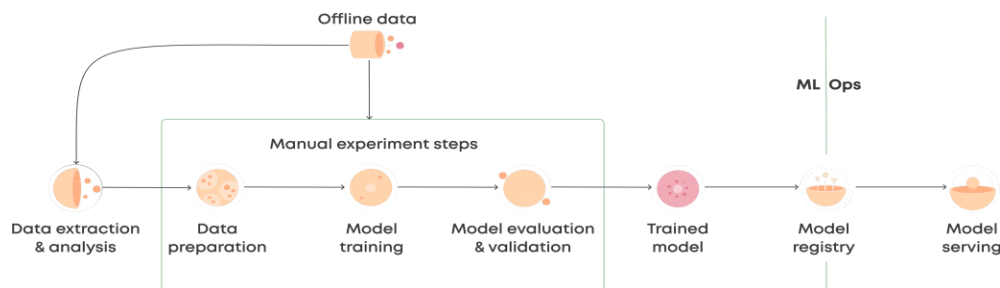 Offline data
ML Ops
Manual experiment steps
Data extraction
& analysis
Data
preparation
Model
training
Model evaluation
& validation
Trained
model
Model
registry
Model
serving